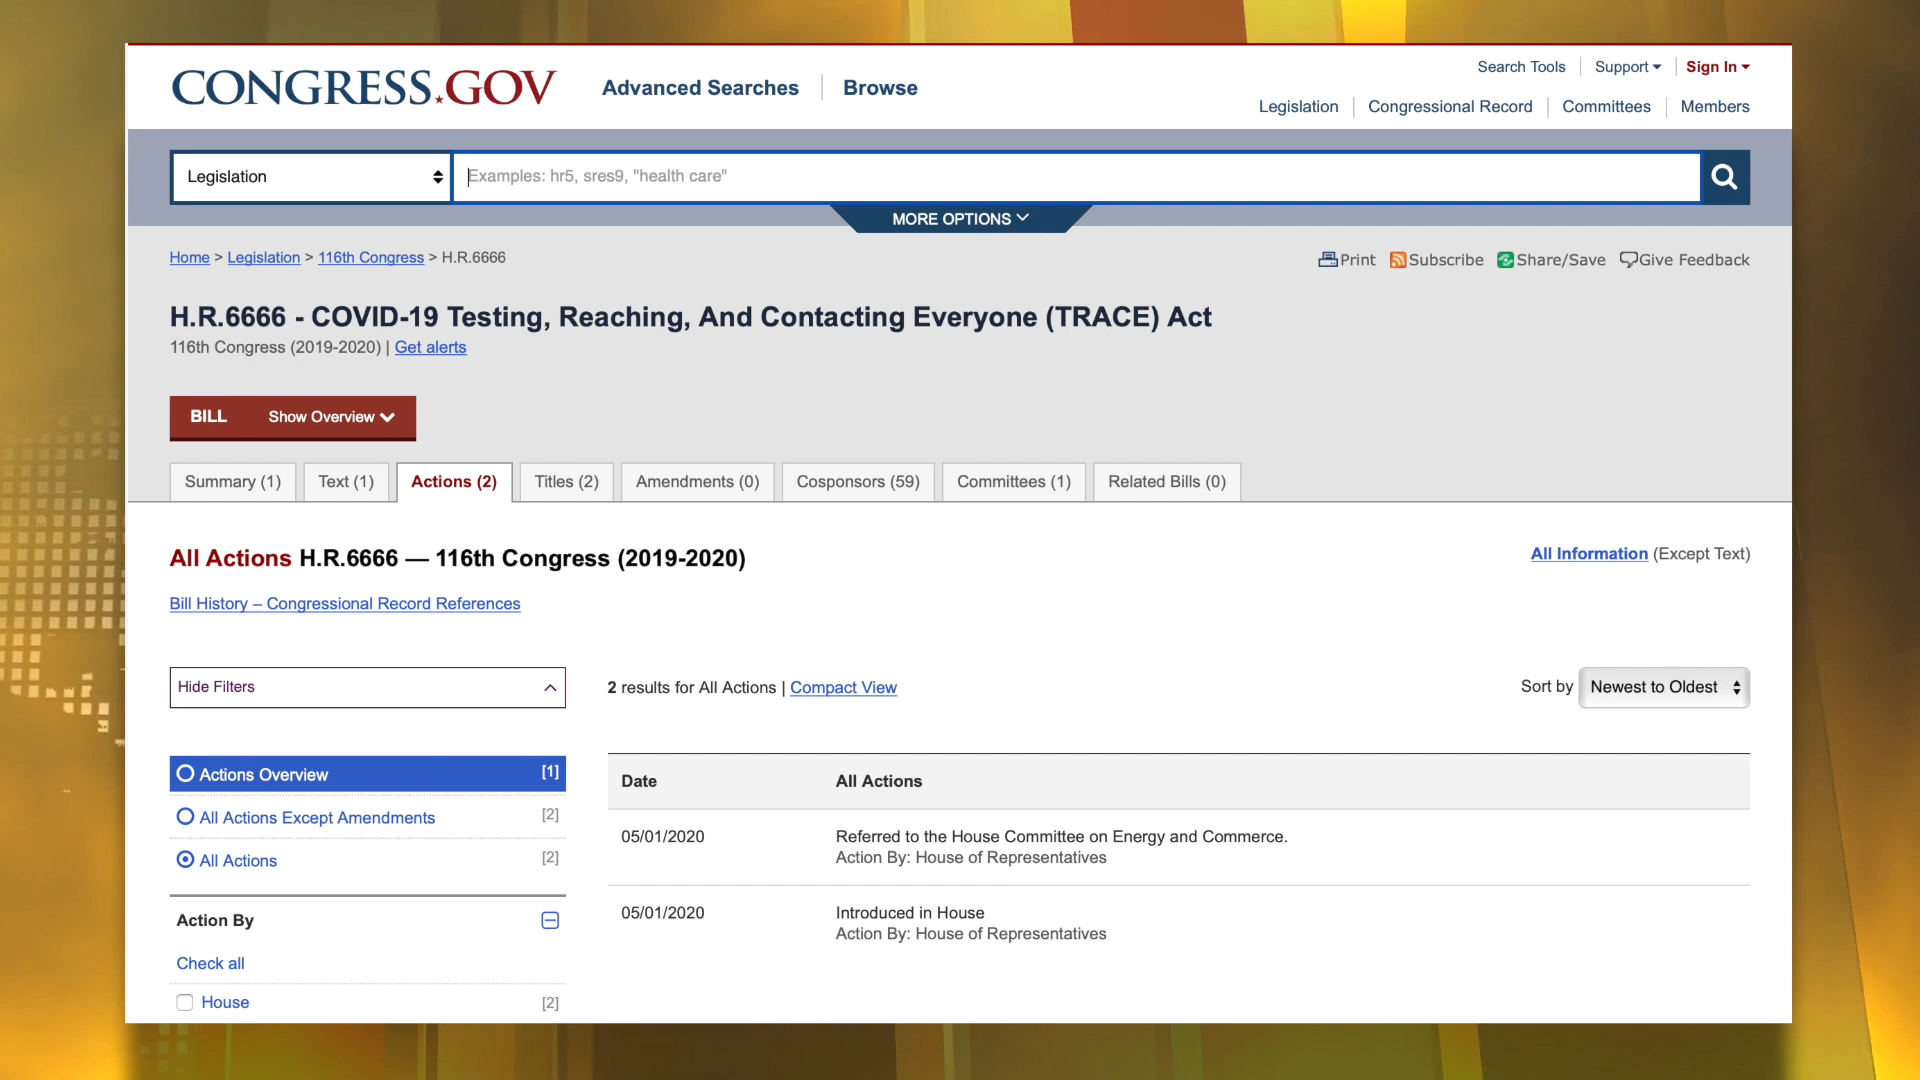 CONGRESS.GOV
Advanced Searches
Browse
Search Tools
Support
Sign In
Legislation
Congressional Record
Committees
Members
Legislation
Examples: hr5, sres9, "health care"
MORE OPTIONS
Home > Legislation > 116th Congress > H.R.6666
Print
Subscribe
Share/Save
Give Feedback
H.R.6666 - COVID-19 Testing, Reaching, And Contacting Everyone (TRACE) Act
116th Congress (2019-2020) | Get alerts
BILL
Show Overview
Summary (1)
Text (1)
Actions (2)
Titles (2)
Amendments (0)
Cosponsors (59)
Committees (1)
Related Bills (0)
All Actions H.R.6666 — 116th Congress (2019-2020)
All Information (Except Text)
Bill History – Congressional Record References
Hide Filters
2 results for All Actions | Compact View
Sort by
Newest to Oldest
Actions Overview [1]
All Actions Except Amendments [2]
All Actions [2]
Action By
Check all
House [2]
Date
All Actions
05/01/2020
Referred to the House Committee on Energy and Commerce.
Action By: House of Representatives
05/01/2020
Introduced in House
Action By: House of Representatives